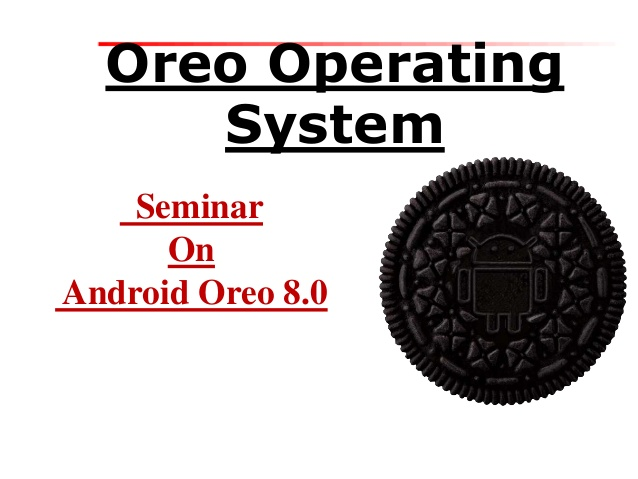 Oreo Operating
System
Seminar
On
Android Oreo 8.0